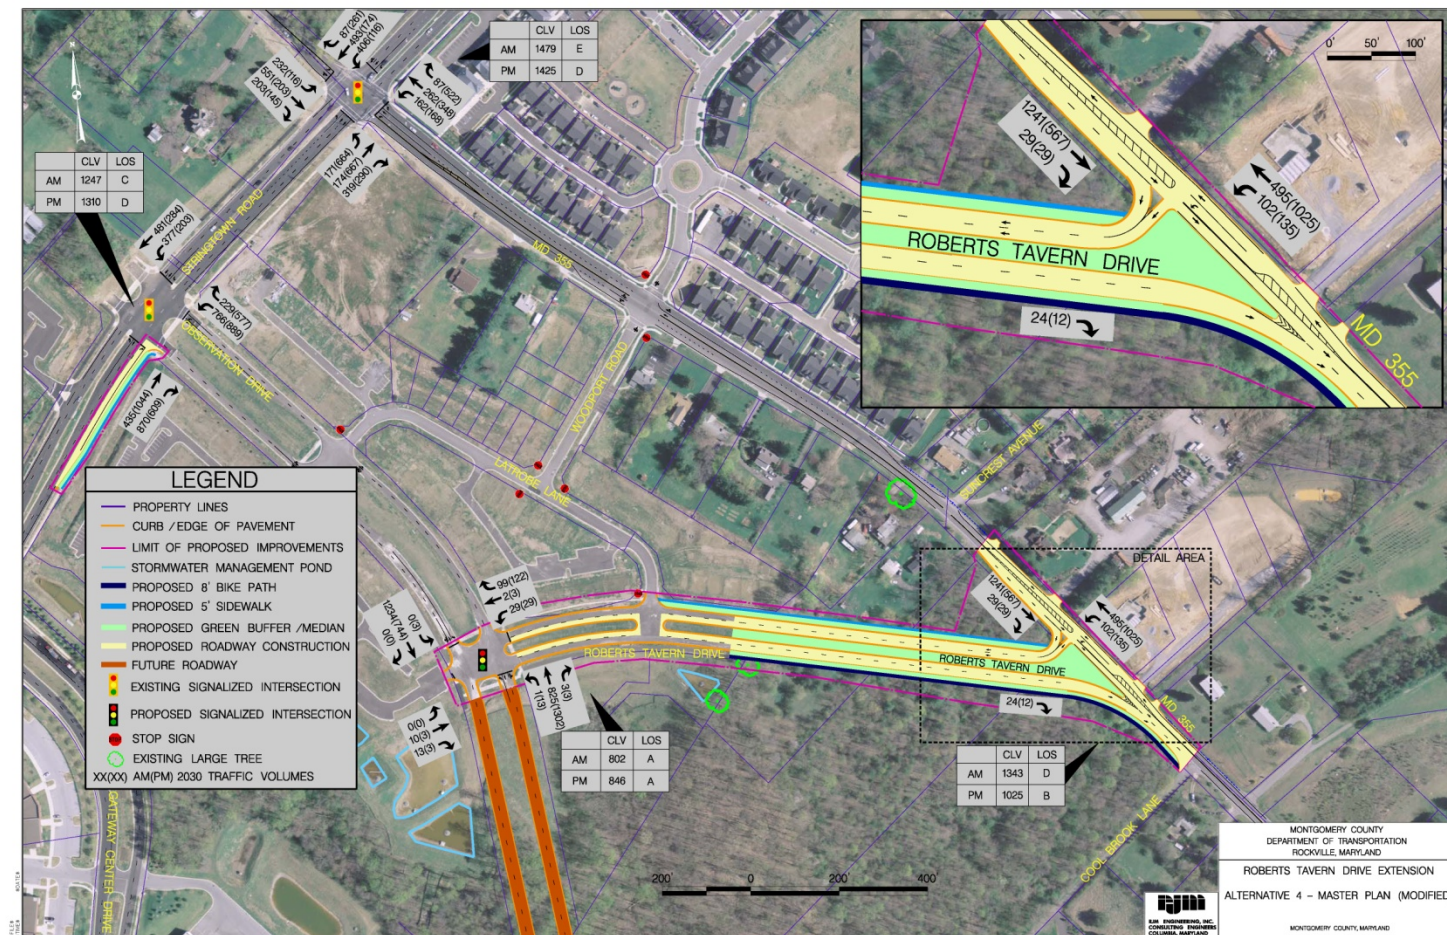 87(261)
493(174)
406(116)
CLV LOS
AM 1479 E
PM 1425 D
232(116)
551(203)
203(145)
87(522)
262(348)
162(168)
171(664)
174(667)
319(290)
CLV LOS
AM 1247 C
PM 1310 D
481(284)
377(203)
STRINGTOWN ROAD
MD 355
229(577)
766(889)
OBSERVATION DRIVE
435(1044)
870(609)
WOODPORT ROAD
LATROBE LANE
SUNCREST AVENUE
0' 50' 100'
1241(567)
29(29)
495(1025)
102(135)
ROBERTS TAVERN DRIVE
24(12)
MD 355
LEGEND
PROPERTY LINES
CURB / EDGE OF PAVEMENT
LIMIT OF PROPOSED IMPROVEMENTS
STORMWATER MANAGEMENT POND
PROPOSED 8' BIKE PATH
PROPOSED 5' SIDEWALK
PROPOSED GREEN BUFFER / MEDIAN
PROPOSED ROADWAY CONSTRUCTION
FUTURE ROADWAY
EXISTING SIGNALIZED INTERSECTION
PROPOSED SIGNALIZED INTERSECTION
STOP SIGN
EXISTING LARGE TREE
XX(XX) AM(PM) 2030 TRAFFIC VOLUMES
DETAIL AREA
99(122)
2(3)
29(29)
0(3)
1234(744)
0(0)
1241(567)
29(29)
495(1025)
102(135)
ROBERTS TAVERN DRIVE
ROBERTS TAVERN DRIVE
24(12)
MD 355
0(0)
10(3)
13(3)
1(13)
825(1302)
3(3)
CLV LOS
AM 802 A
PM 846 A
CLV LOS
AM 1343 D
PM 1025 B
GATEWAY CENTER DRIVE
COOL BROOK LANE
200' 0 200' 400'
MONTGOMERY COUNTY
DEPARTMENT OF TRANSPORTATION
ROCKVILLE, MARYLAND
ROBERTS TAVERN DRIVE EXTENSION
ALTERNATIVE 4 - MASTER PLAN (MODIFIED
MONTGOMERY COUNTY, MARYLAND
rjm
RJM ENGINEERING, INC.
CONSULTING ENGINEERS
COLUMBIA, MARYLAND